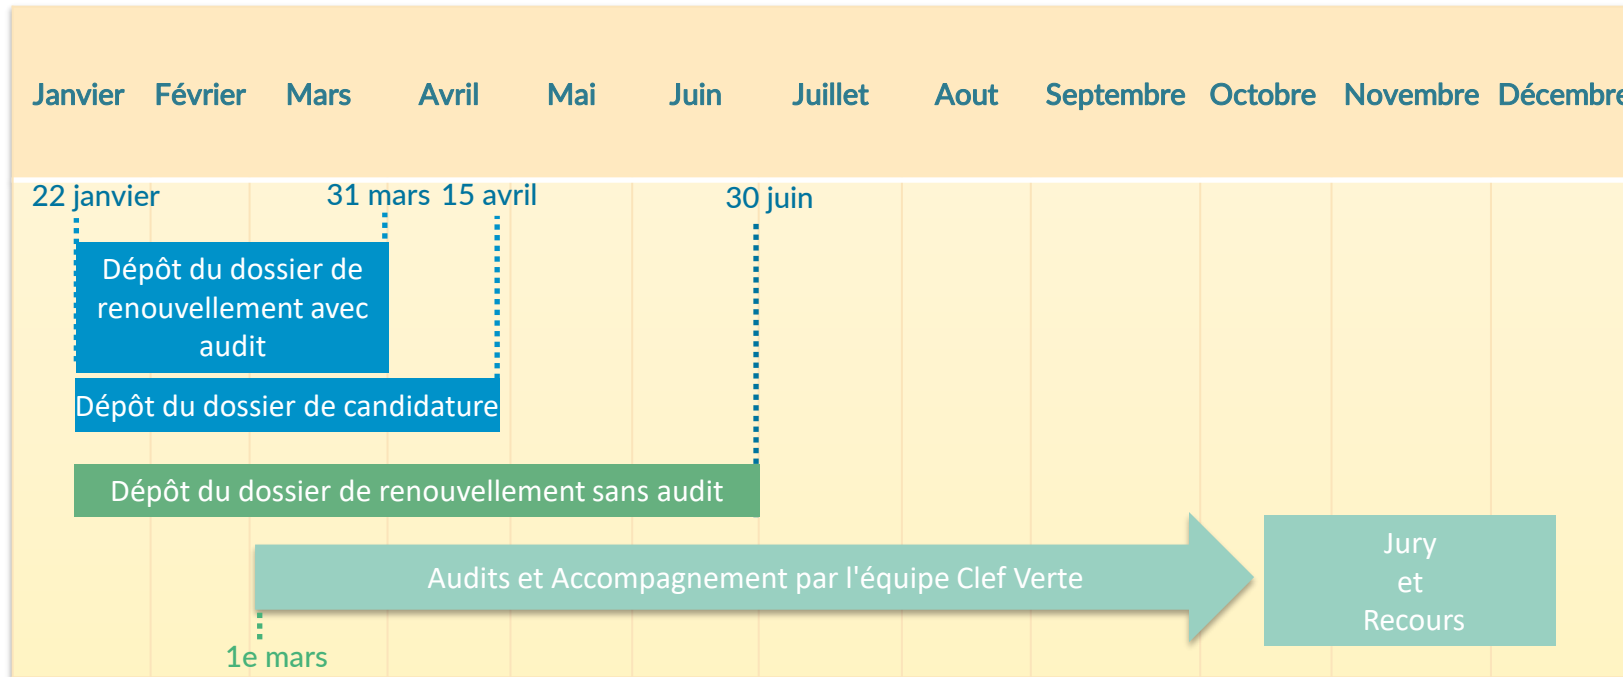 Janvier Février Mars Avril Mai Juin Juillet Aout Septembre Octobre Novembre Décembre
22 janvier 31 mars 15 avril 30 juin
Dépôt du dossier de
renouvellement avec
audit
Dépôt du dossier de candidature
Dépôt du dossier de renouvellement sans audit
Audits et Accompagnement par l'équipe Clef Verte
Jury
et
Recours
1e mars